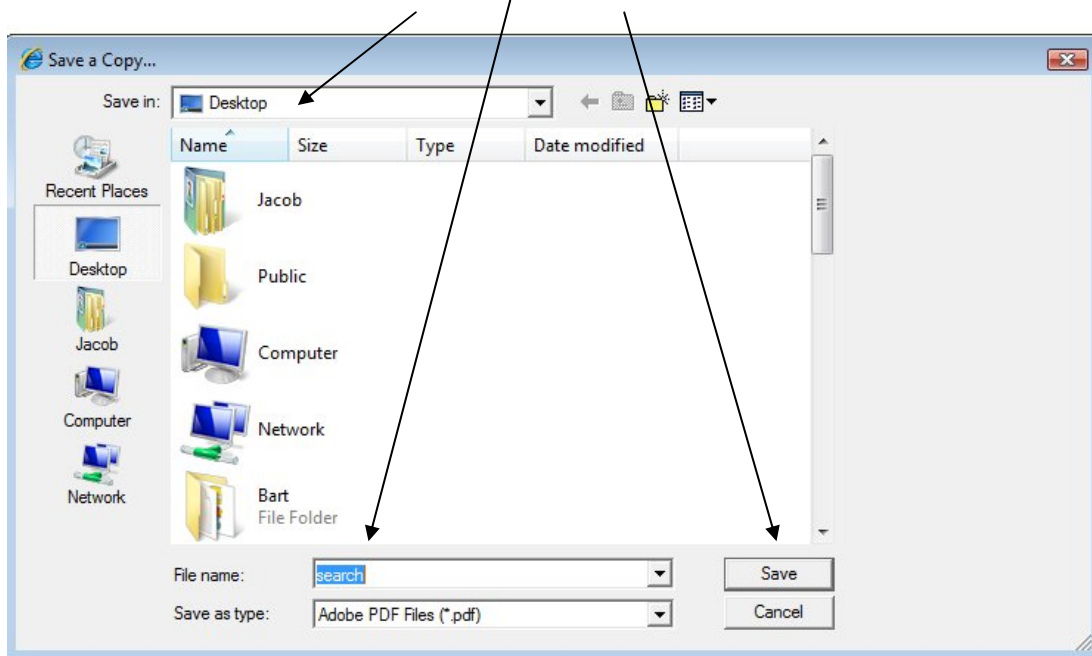 Save a Copy...
Save in: Desktop
Name Size Type Date modified
Recent Places
Desktop
Jacob
Computer
Network
Jacob
Public
Computer
Network
Bart
File Folder
File name: search Save
Save as type: Adobe PDF Files (*.pdf) Cancel